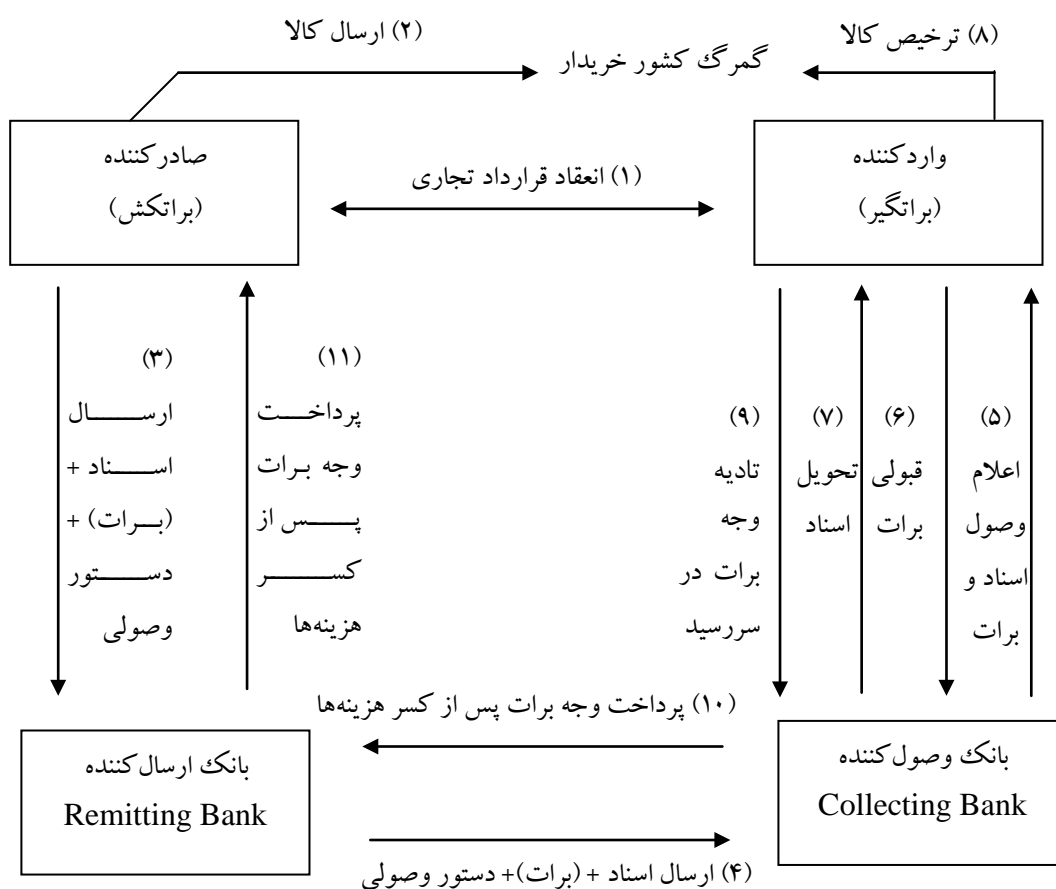 (۲) ارسال کالا
(۸) ترخیص کالا
گمرگ کشور خریدار
صادرکننده
(براتکش)
واردکننده
(براتگیر)
(۱) انعقاد قرارداد تجاری
(۵)
اعلام
وصول
اسناد و
برات
(۶)
قبولی
برات
(۷)
تحویل
اسناد
(۹)
تادیه
وجه
برات در
سررسید
(۱۱)
پرداخت
وجه برات
پس از
کسر
هزینه‌ها
(۳)
ارسال
اسناد +
(برات) +
دستور
وصولی
(۱۰) پرداخت وجه برات پس از کسر هزینه‌ها
بانک ارسال‌کننده
Remitting Bank
بانک وصول‌کننده
Collecting Bank
(۴) ارسال اسناد + (برات)+ دستور وصولی